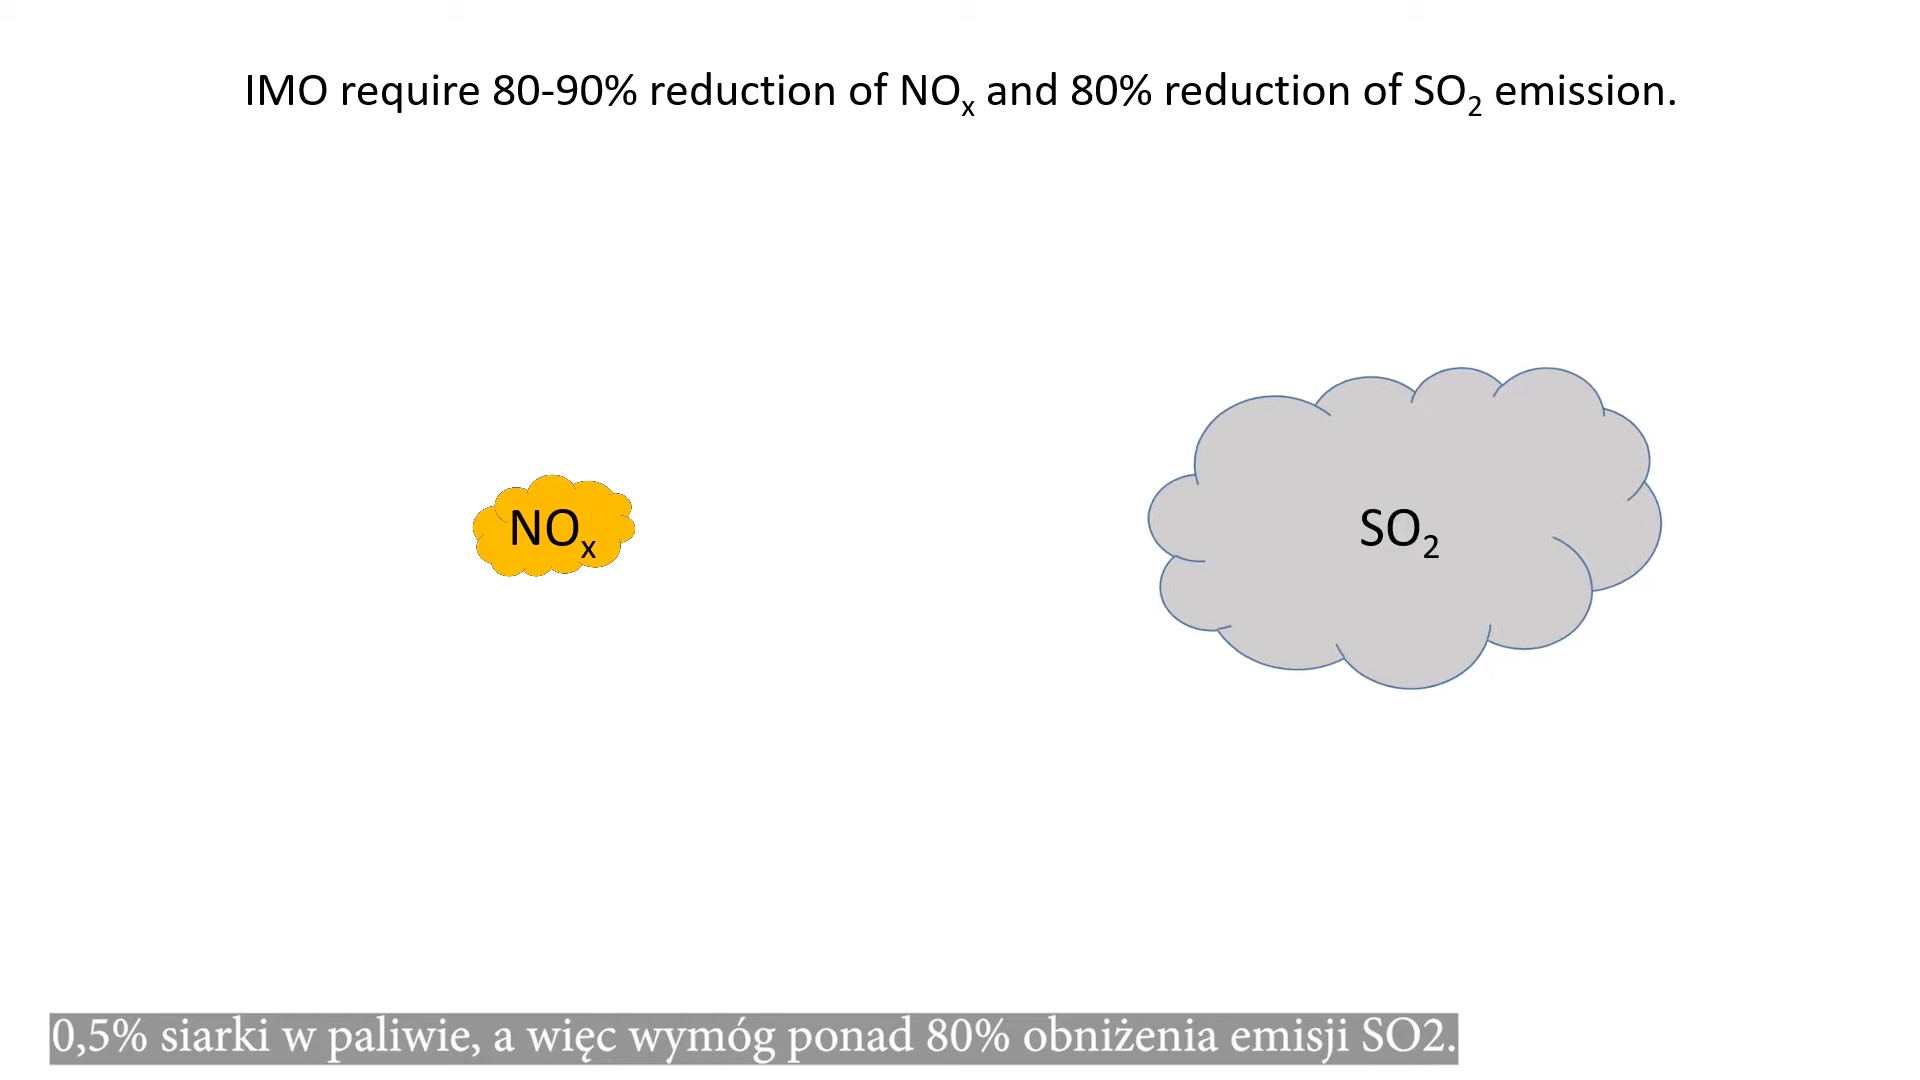 IMO require 80-90% reduction of NOₓ and 80% reduction of SO₂ emission.
NOₓ
SO₂
0,5% siarki w paliwie, a więc wymóg ponad 80% obniżenia emisji SO2.